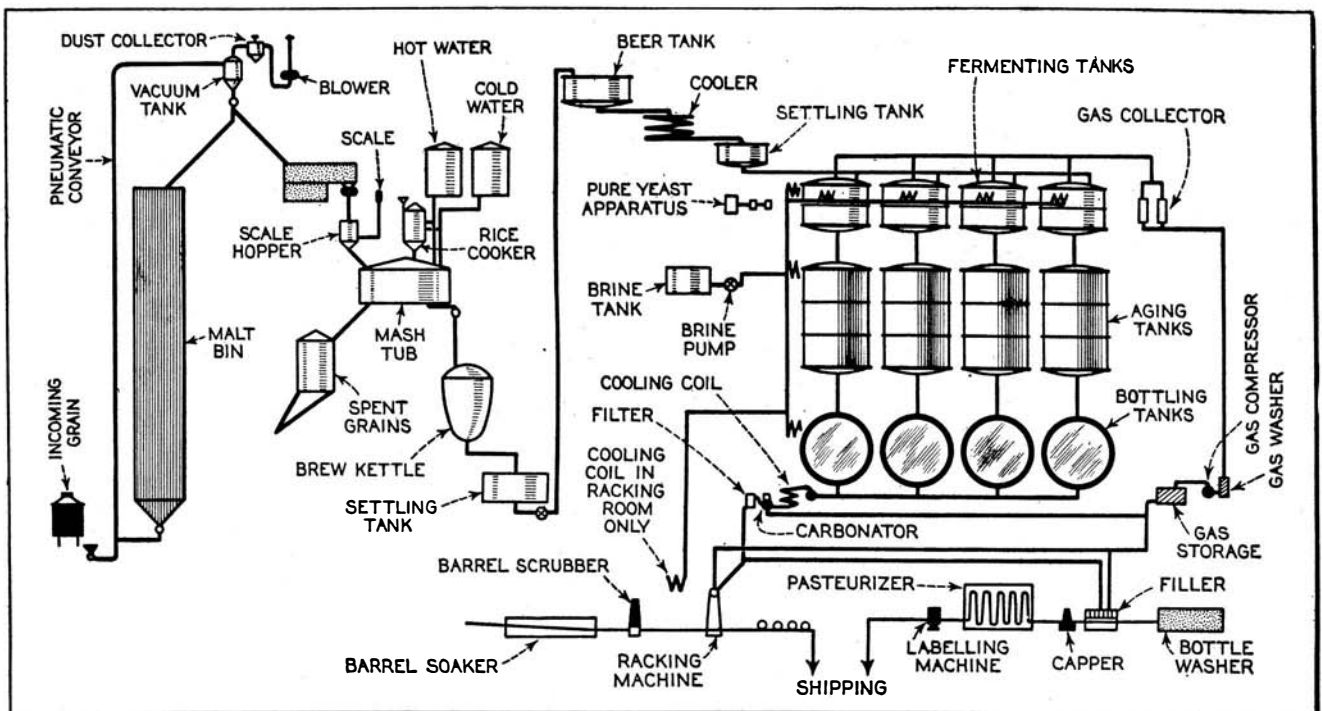 DUST COLLECTOR
VACUUM
TANK
BLOWER
PNEUMATIC
CONVEYOR
HOT WATER
COLD
WATER
SCALE
SCALE
HOPPER
RICE
COOKER
MASH
TUB
MALT
BIN
SPENT
GRAINS
INCOMING
GRAIN
BREW KETTLE
SETTLING
TANK
BEER TANK
COOLER
SETTLING TANK
FERMENTING TANKS
GAS COLLECTOR
PURE YEAST
APPARATUS
BRINE
TANK
BRINE
PUMP
AGING
TANKS
COOLING COIL
FILTER
COOLING
COIL IN
RACKING
ROOM
ONLY
BOTTLING
TANKS
GAS COMPRESSOR
GAS WASHER
CARBONATOR
GAS
STORAGE
BARREL SCRUBBER
PASTEURIZER
FILLER
BARREL SOAKER
RACKING
MACHINE
SHIPPING
LABELLING
MACHINE
CAPPER
BOTTLE
WASHER